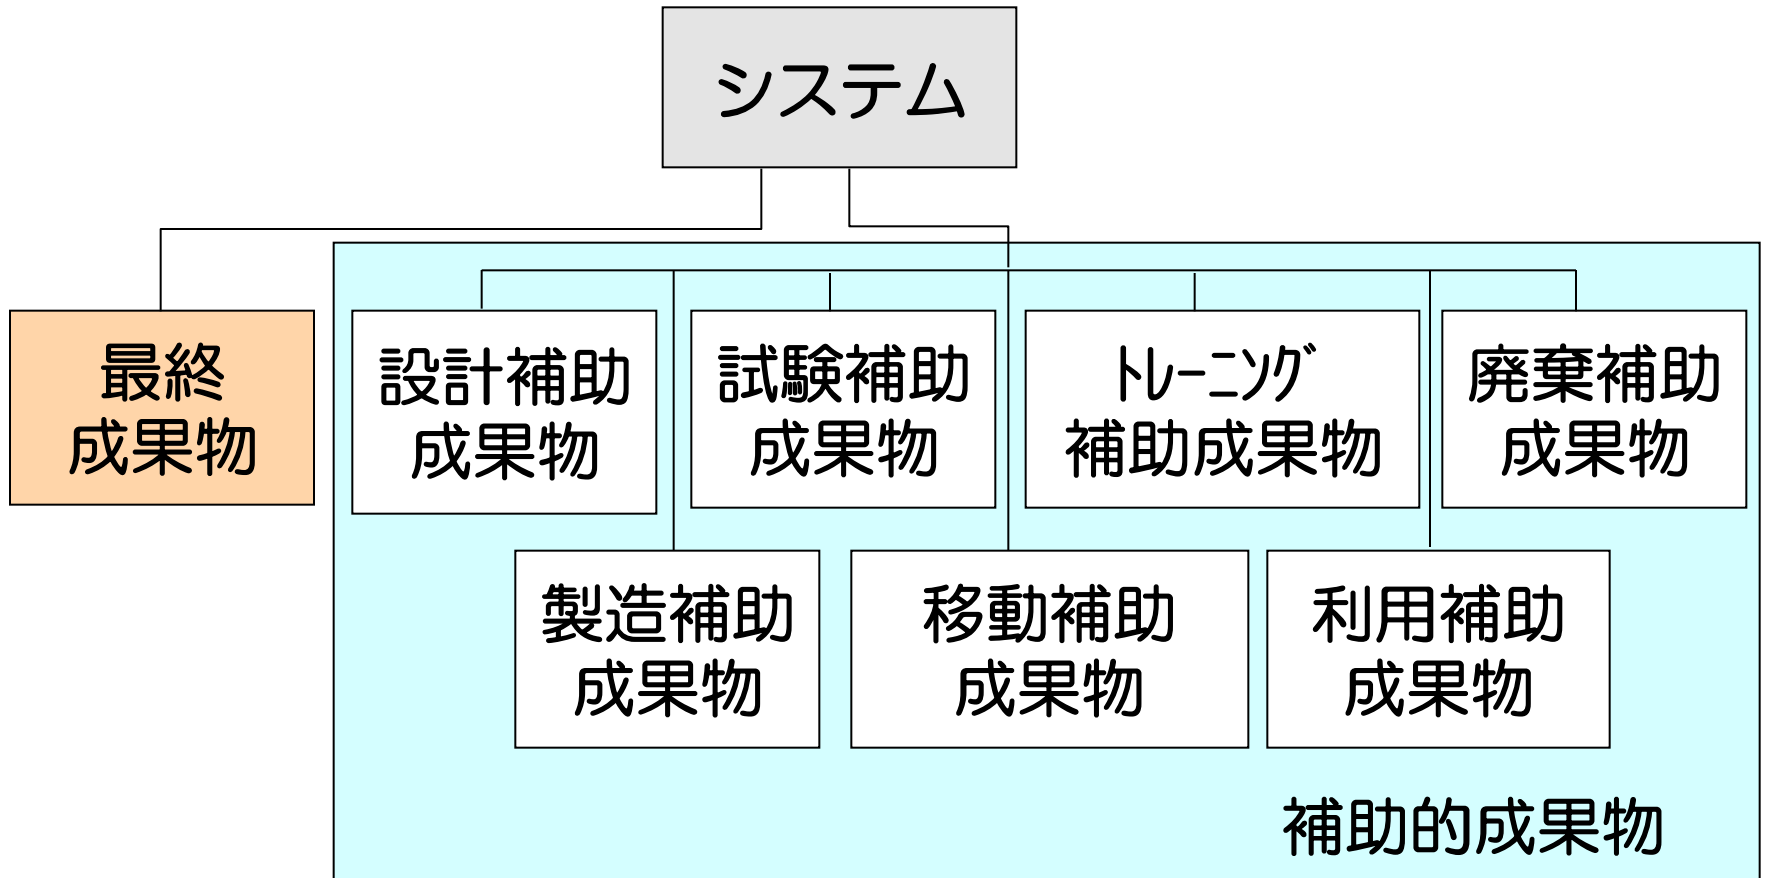 システム
最終
成果物
設計補助
成果物
試験補助
成果物
ﾄﾚｰﾆﾝｸﾞ
補助成果物
廃棄補助
成果物
製造補助
成果物
移動補助
成果物
利用補助
成果物
補助的成果物